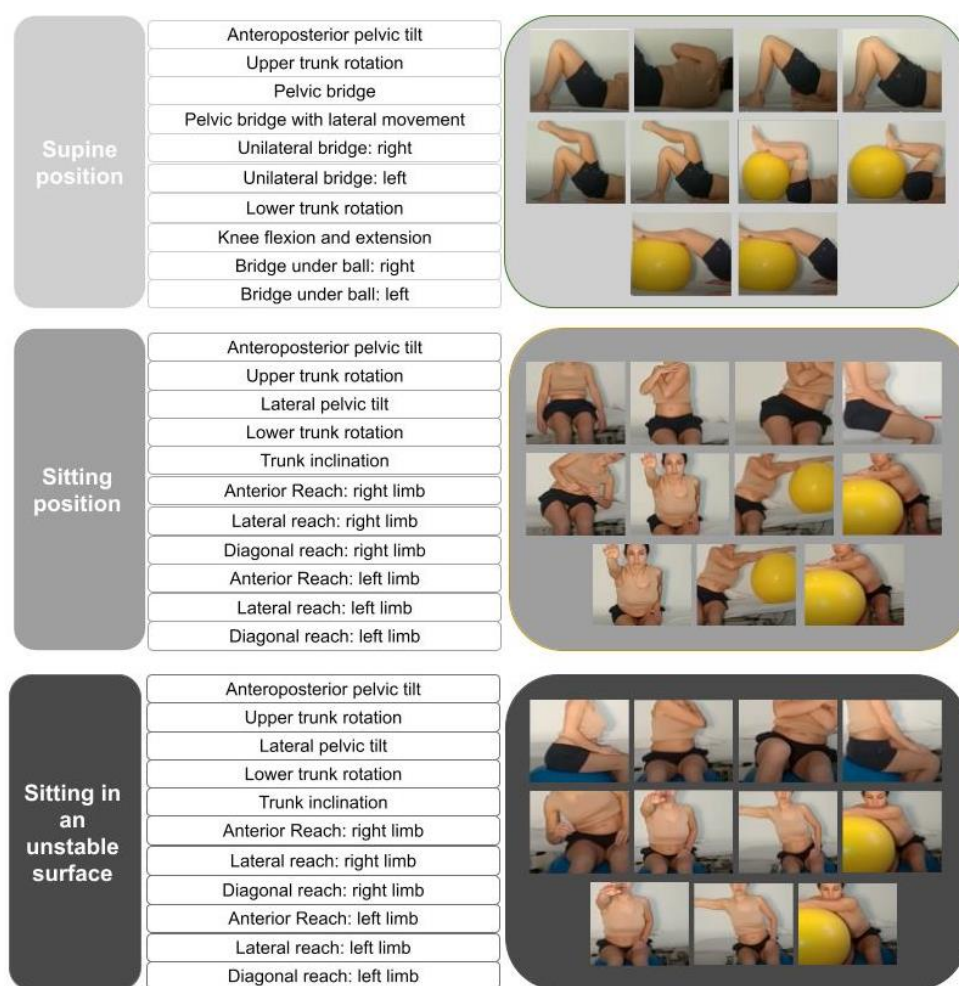 Supine
position
Anteroposterior pelvic tilt
Upper trunk rotation
Pelvic bridge
Pelvic bridge with lateral movement
Unilateral bridge: right
Unilateral bridge: left
Lower trunk rotation
Knee flexion and extension
Bridge under ball: right
Bridge under ball: left
Sitting
position
Anteroposterior pelvic tilt
Upper trunk rotation
Lateral pelvic tilt
Lower trunk rotation
Trunk inclination
Anterior Reach: right limb
Lateral reach: right limb
Diagonal reach: right limb
Anterior Reach: left limb
Lateral reach: left limb
Diagonal reach: left limb
Sitting in
an
unstable
surface
Anteroposterior pelvic tilt
Upper trunk rotation
Lateral pelvic tilt
Lower trunk rotation
Trunk inclination
Anterior Reach: right limb
Lateral reach: right limb
Diagonal reach: right limb
Anterior Reach: left limb
Lateral reach: left limb
Diagonal reach: left limb